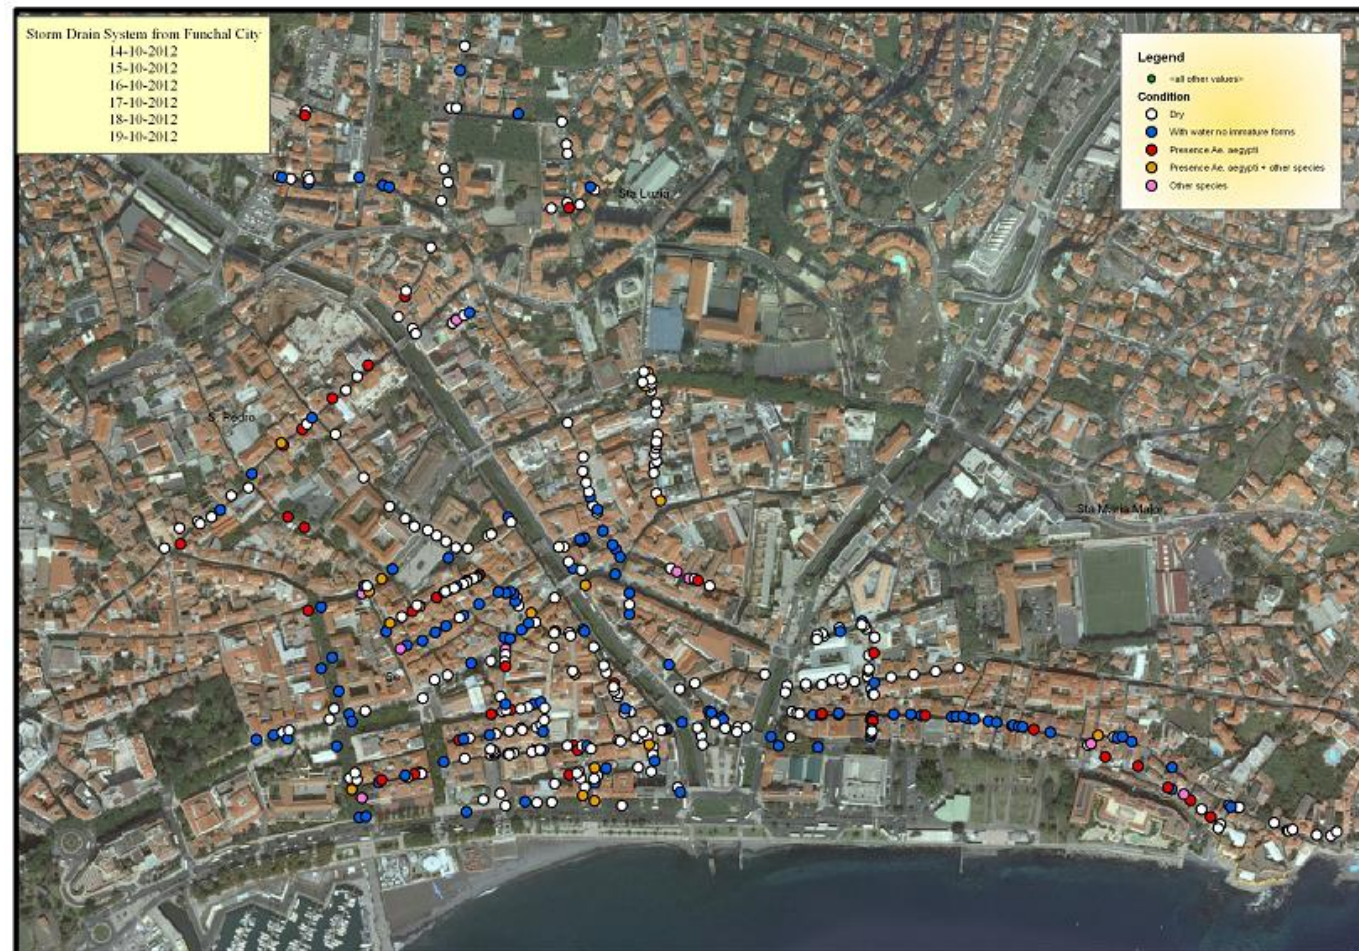 Storm Drain System from Funchal City
14-10-2012
15-10-2012
16-10-2012
17-10-2012
18-10-2012
19-10-2012
Legend
<all other values>
Condition
Dry
With water no immature forms
Presence Ae. aegypti
Presence Ae. aegypti + other species
Other species
Sta Luzia
S. Pedro
Sta Maria Maior
Se